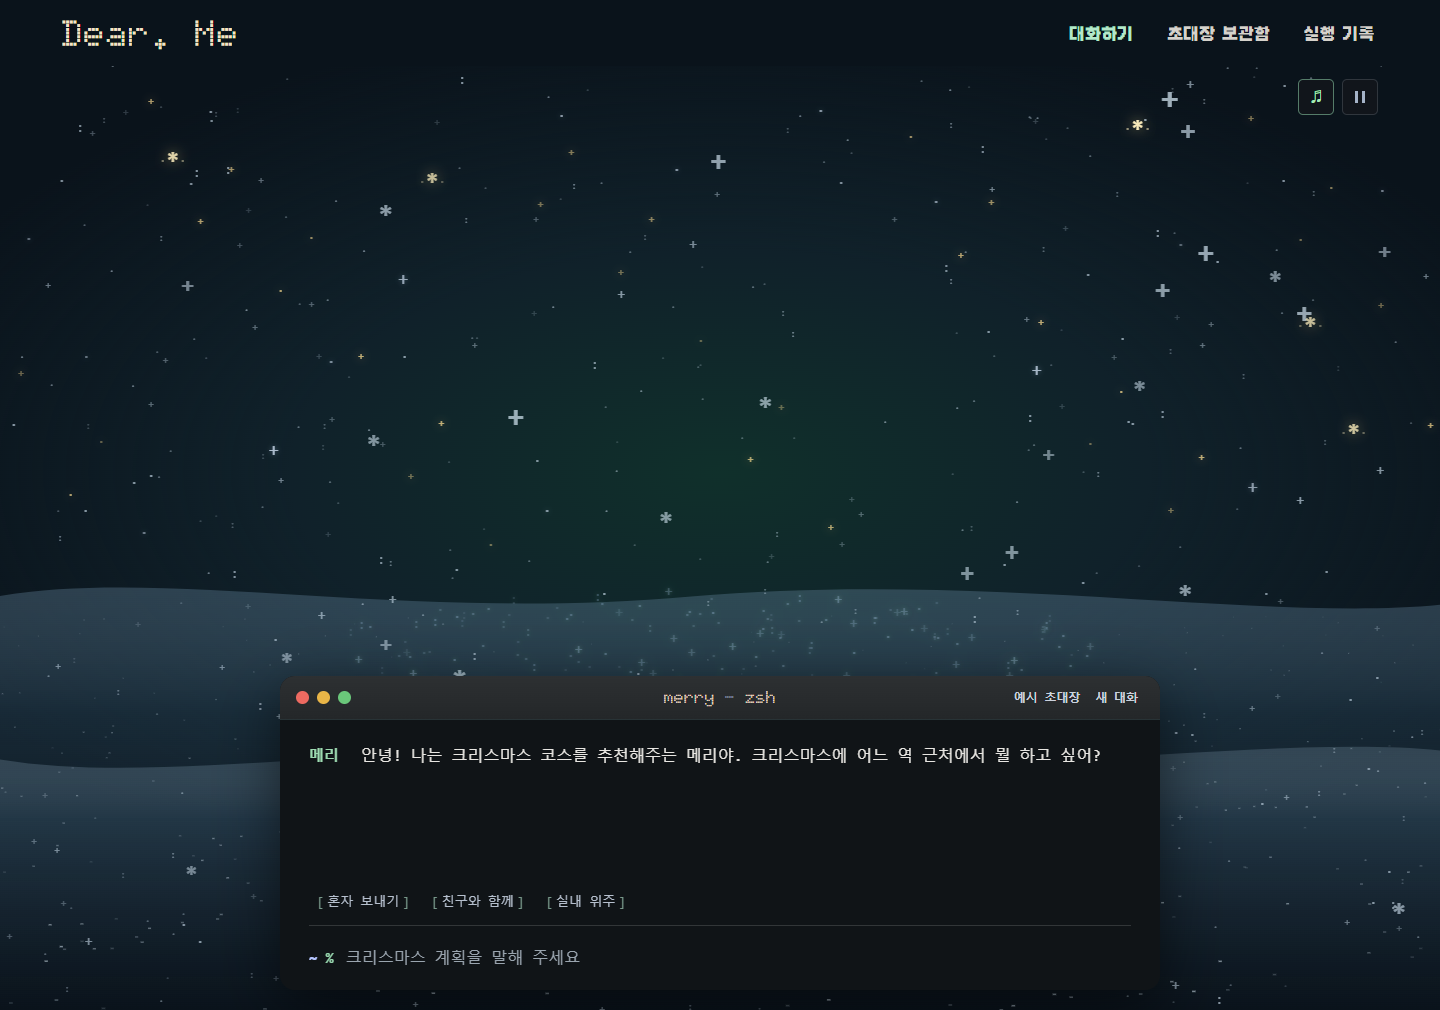 Dear, Me
대화하기 초대장 보관함 실행 기록
merry — zsh
예시 초대장 새 대화
메리 안녕! 나는 크리스마스 코스를 추천해주는 메리야. 크리스마스에 어느 역 근처에서 뭘 하고 싶어?
[ 혼자 보내기 ] [ 친구와 함께 ] [ 실내 위주 ]
~ % 크리스마스 계획을 말해 주세요